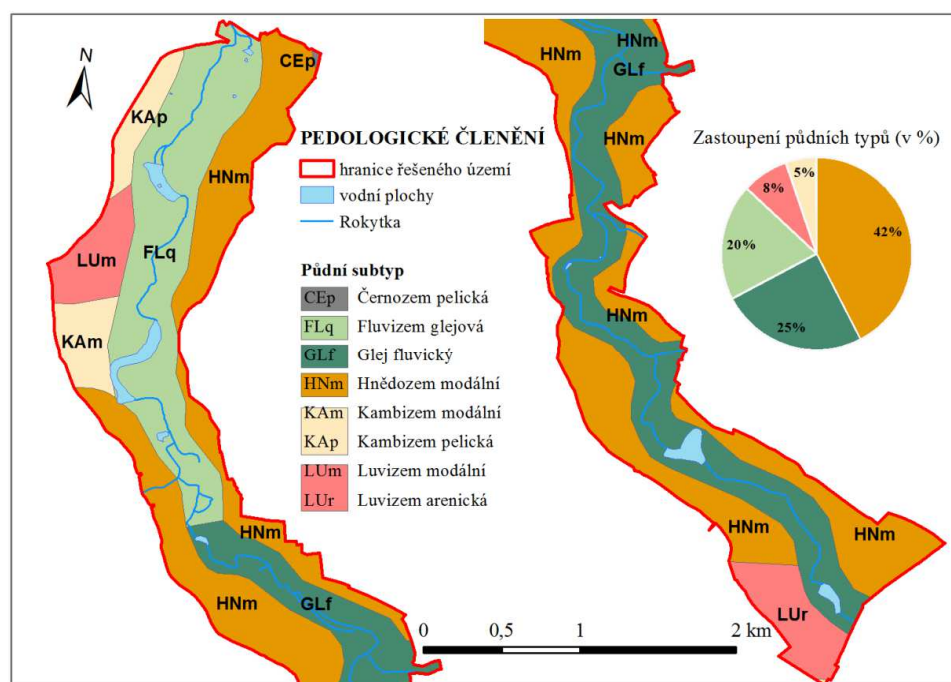 N
CEp
KAp
HNm
LUm
FLq
KAm
HNm
HNm
GLf
PEDOLOGICKÉ ČLENĚNÍ
hranice řešeného území
vodní plochy
Rokytka
Půdní subtyp
CEp Černozem pelická
FLq Fluvizem glejová
GLf Glej fluvický
HNm Hnědozem modální
KAm Kambizem modální
KAp Kambizem pelická
LUm Luvizem modální
LUr Luvizem arenická
HNm
HNm
GLf
HNm
HNm
HNm
HNm
LUr
Zastoupení půdních typů (v %)
5%
8%
42%
20%
25%
0 0,5 1 2 km